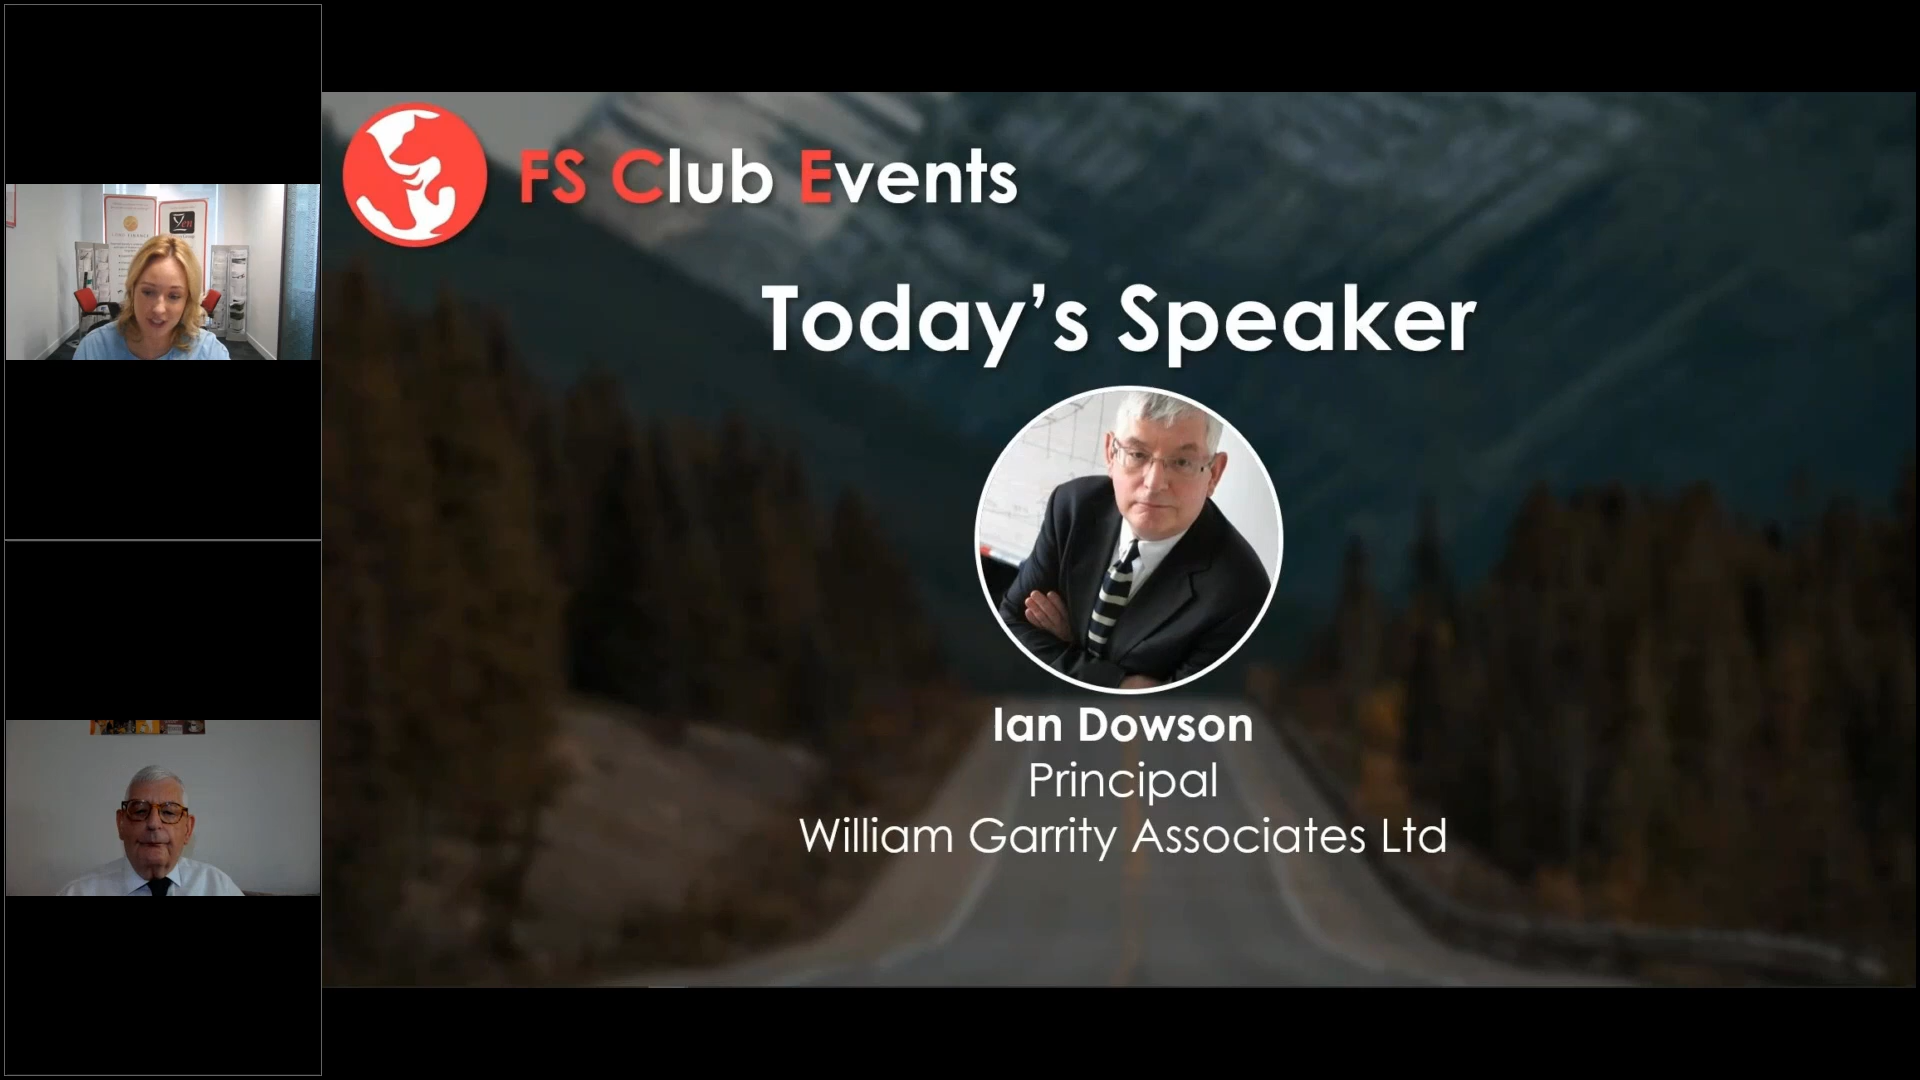 FS Club Events
Today's Speaker
Ian Dowson
Principal
William Garrity Associates Ltd